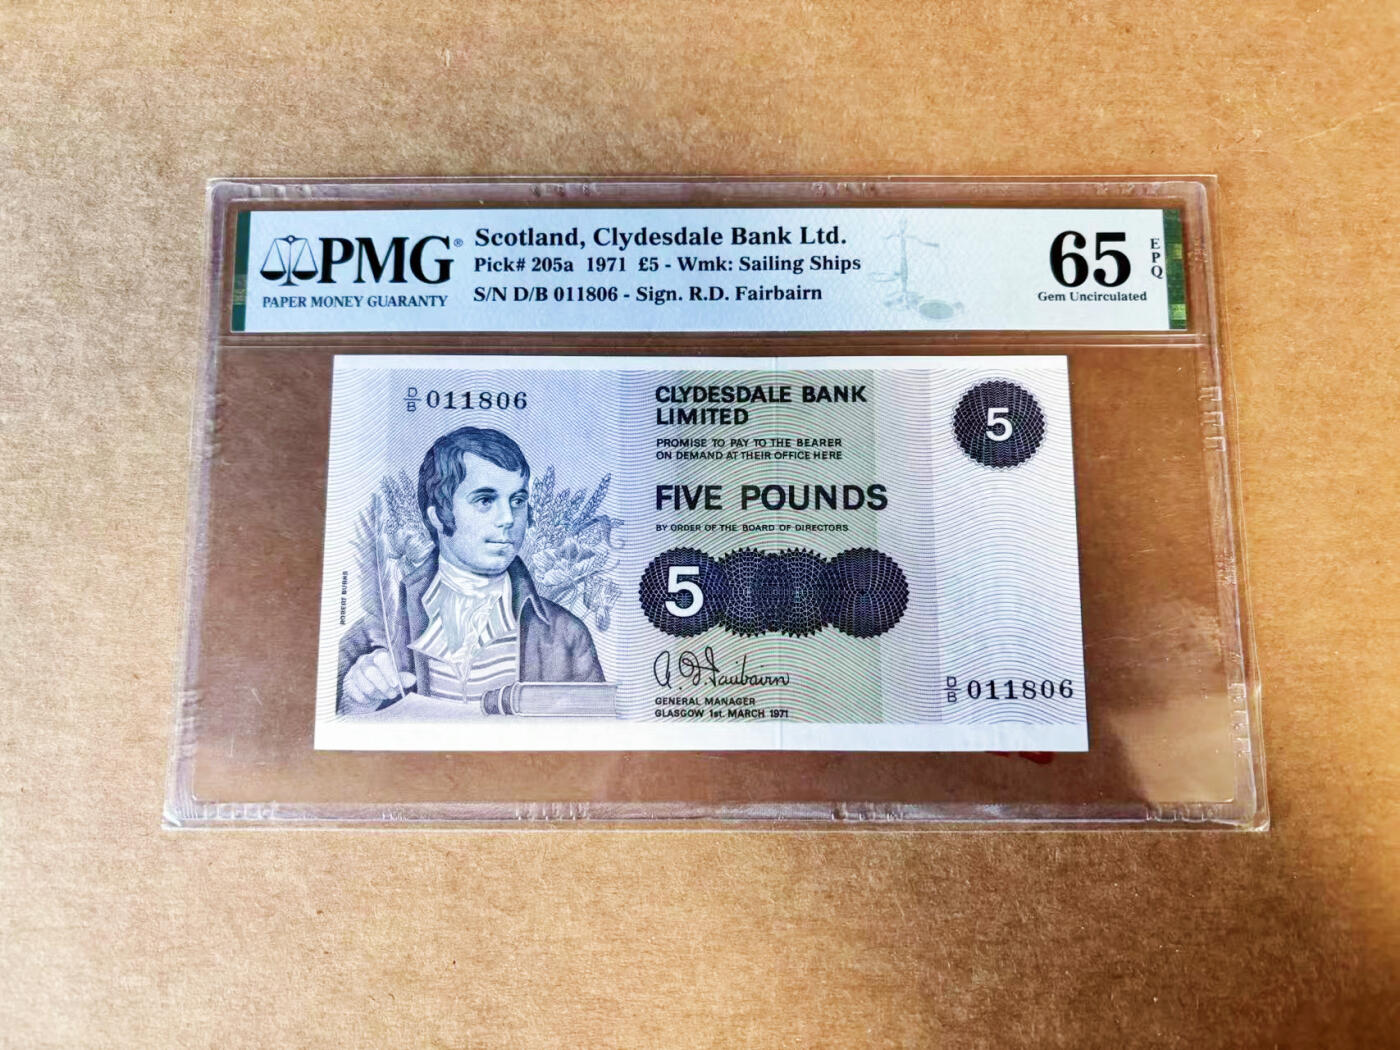 PMG®
PAPER MONEY GUARANTY
Scotland, Clydesdale Bank Ltd.
Pick# 205a 1971 £5 - Wmk: Sailing Ships
S/N D/B 011806 - Sign. R.D. Fairbairn
65
EPQ
Gem Uncirculated
D/B 011806
CLYDESDALE BANK
LIMITED
PROMISE TO PAY TO THE BEARER
ON DEMAND AT THEIR OFFICE HERE
5
FIVE POUNDS
BY ORDER OF THE BOARD OF DIRECTORS
5
ROBERT BURNS
R. D. Fairbairn
GENERAL MANAGER
GLASGOW 1st. MARCH 1971
D/B 011806